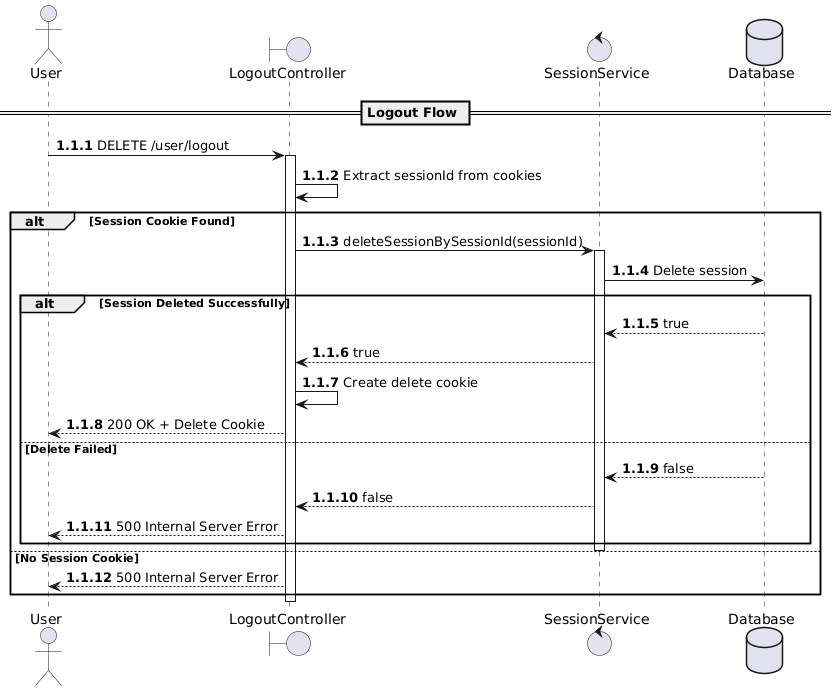 User
LogoutController
SessionService
Database
Logout Flow
1.1.1 DELETE /user/logout
1.1.2 Extract sessionId from cookies
alt [Session Cookie Found]
1.1.3 deleteSessionBySessionId(sessionId)
1.1.4 Delete session
alt [Session Deleted Successfully]
1.1.5 true
1.1.6 true
1.1.7 Create delete cookie
1.1.8 200 OK + Delete Cookie
[Delete Failed]
1.1.9 false
1.1.10 false
1.1.11 500 Internal Server Error
[No Session Cookie]
1.1.12 500 Internal Server Error
User
LogoutController
SessionService
Database